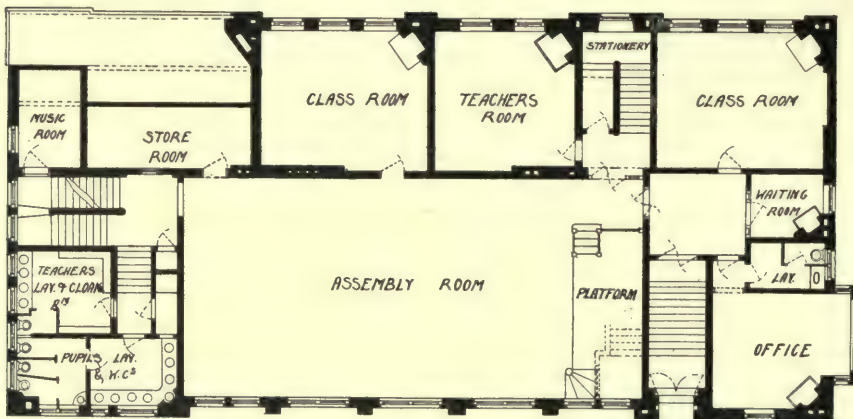 STATIONERY
CLASS ROOM
TEACHERS
ROOM
CLASS ROOM
MUSIC
ROOM
STORE
ROOM
WAITING
ROOM
TEACHERS
LAV. & CLOAK
RM
ASSEMBLY ROOM
PLATFORM
LAV.
PUPILS LAV.
& W.CS
OFFICE